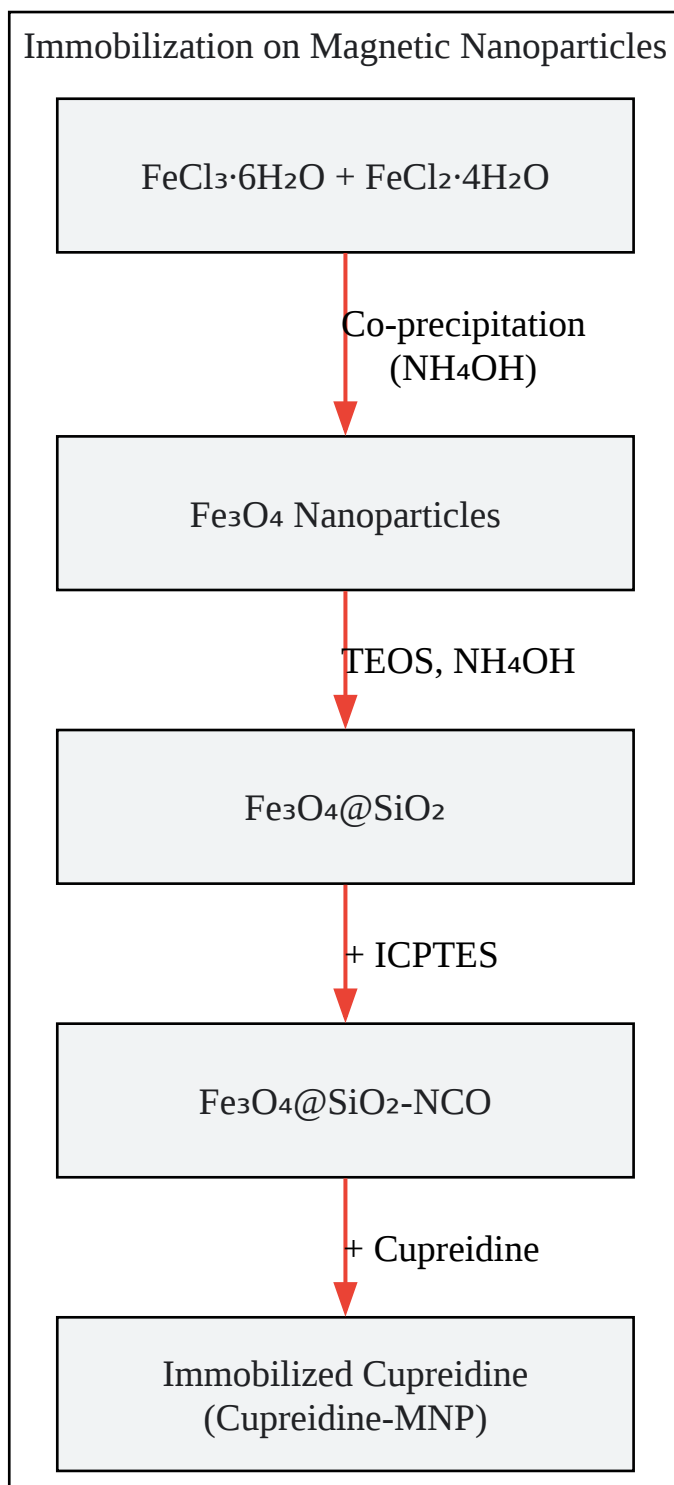 Immobilization on Magnetic Nanoparticles
FeCl₃·6H₂O + FeCl₂·4H₂O
Co-precipitation
(NH₄OH)
Fe₃O₄ Nanoparticles
TEOS, NH₄OH
Fe₃O₄@SiO₂
+ ICPTES
Fe₃O₄@SiO₂-NCO
+ Cupreidine
Immobilized Cupreidine
(Cupreidine-MNP)